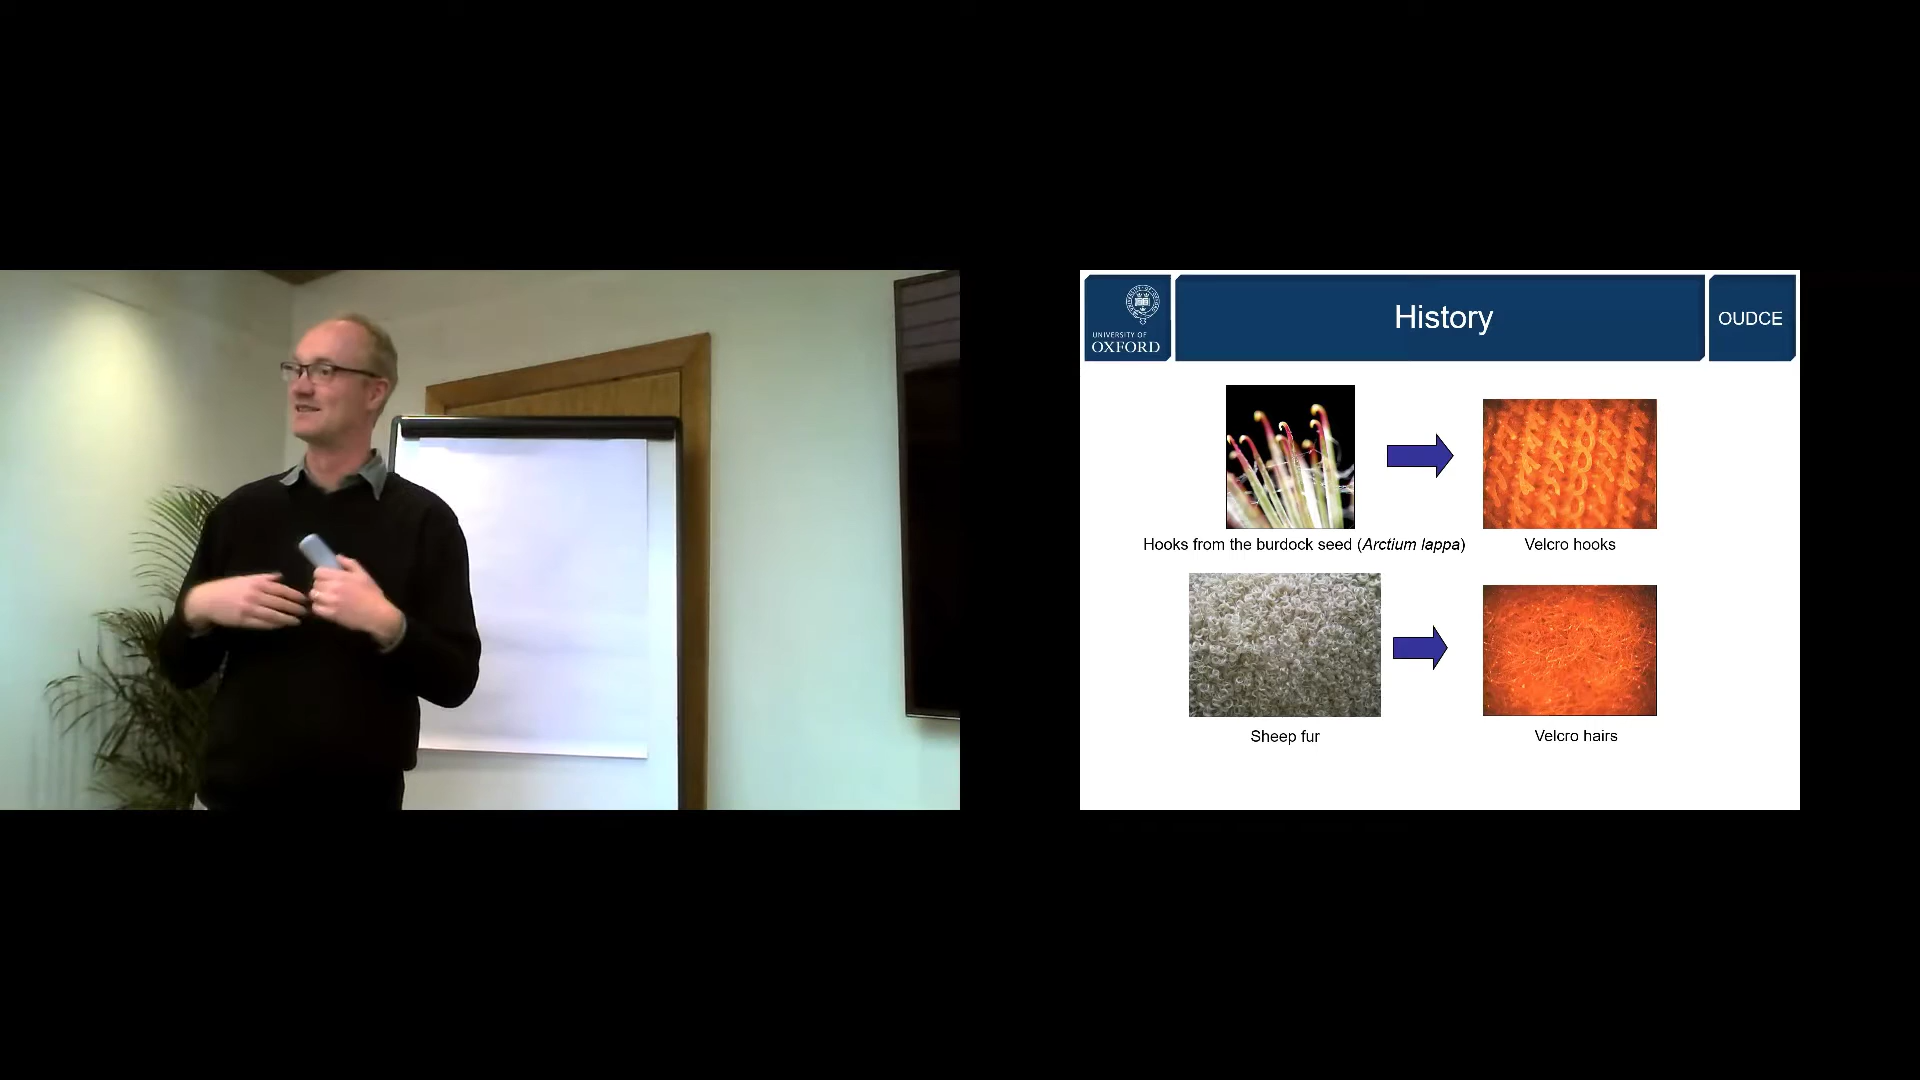 UNIVERSITY OF
OXFORD
History
OUDCE
Hooks from the burdock seed (Arctium lappa)
Velcro hooks
Sheep fur
Velcro hairs